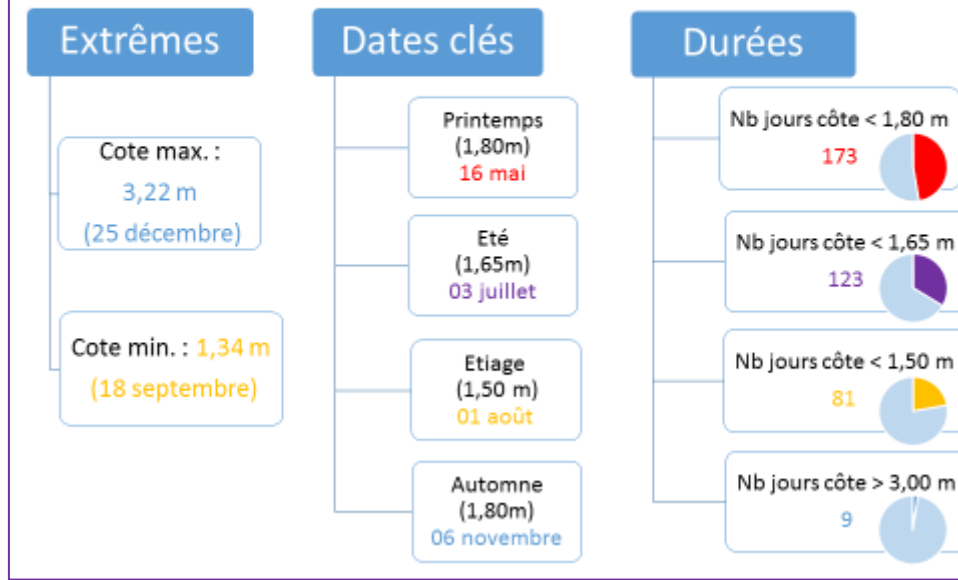 Extrêmes
Cote max. :
3,22 m
(25 décembre)
Cote min. : 1,34 m
(18 septembre)
Dates clés
Printemps
(1,80m)
16 mai
Eté
(1,65m)
03 juillet
Etiage
(1,50 m)
01 août
Automne
(1,80m)
06 novembre
Durées
Nb jours côte < 1,80 m
173
Nb jours côte < 1,65 m
123
Nb jours côte < 1,50 m
81
Nb jours côte > 3,00 m
9